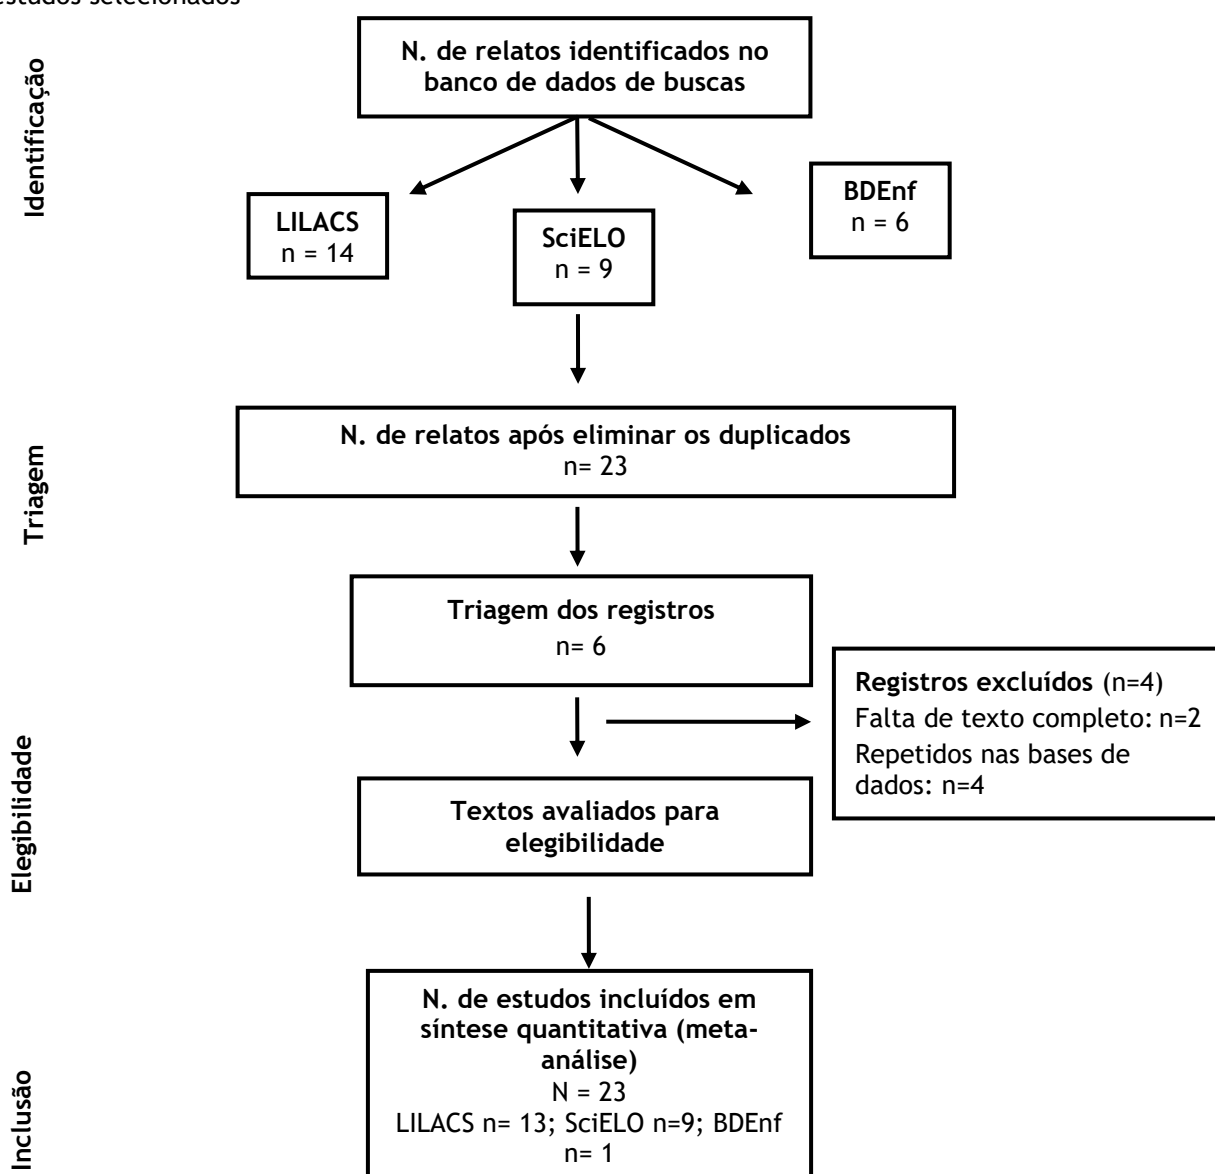 estudos selecionados
Identificação
N. de relatos identificados no
banco de dados de buscas
LILACS
n = 14
SciELO
n = 9
BDEnf
n = 6
Triagem
N. de relatos após eliminar os duplicados
n= 23
Triagem dos registros
n= 6
Registros excluídos (n=4)
Falta de texto completo: n=2
Repetidos nas bases de
dados: n=4
Elegibilidade
Textos avaliados para
elegibilidade
Inclusão
N. de estudos incluídos em
síntese quantitativa (meta-
análise)
N = 23
LILACS n= 13; SciELO n=9; BDEnf
n= 1